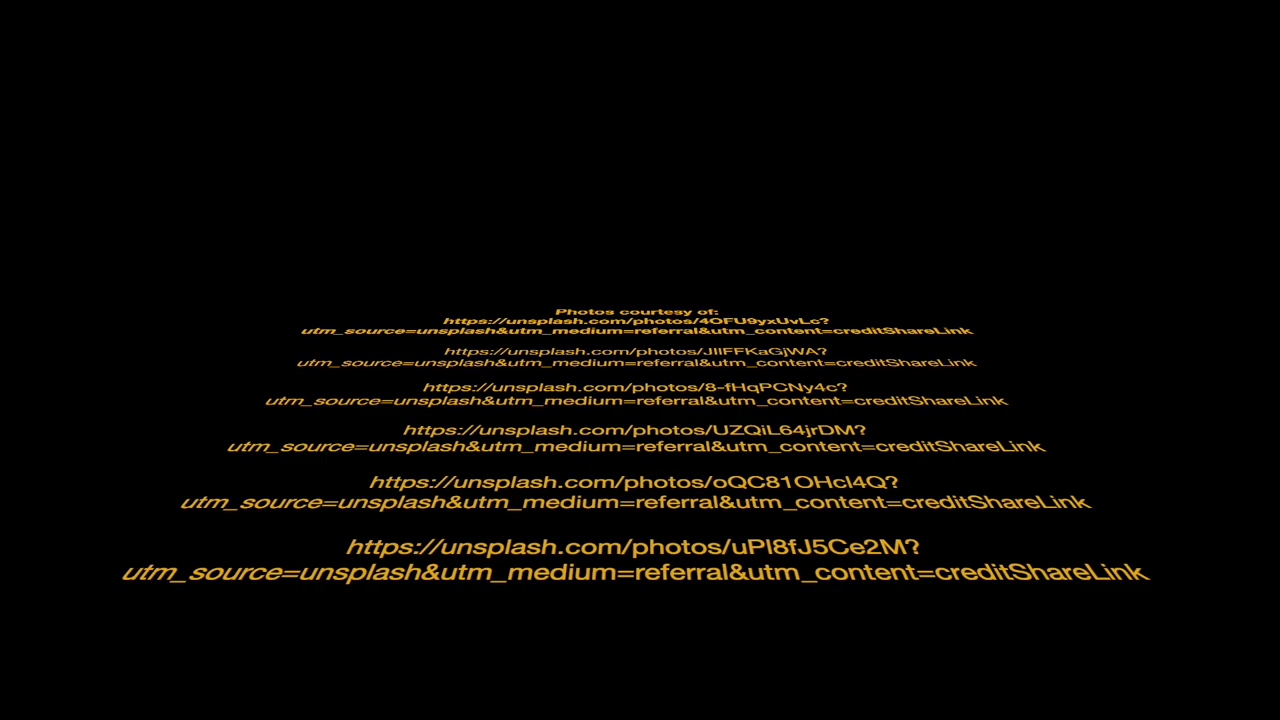 Photos courtesy of:
https://unsplash.com/photos/4OFU9yxUvLc?
utm_source=unsplash&utm_medium=referral&utm_content=creditShareLink
https://unsplash.com/photos/JIIFFKaGjWA?
utm_source=unsplash&utm_medium=referral&utm_content=creditShareLink
https://unsplash.com/photos/8-fHqPCNy4c?
utm_source=unsplash&utm_medium=referral&utm_content=creditShareLink
https://unsplash.com/photos/UZQiL64jrDM?
utm_source=unsplash&utm_medium=referral&utm_content=creditShareLink
https://unsplash.com/photos/oQC81OHcl4Q?
utm_source=unsplash&utm_medium=referral&utm_content=creditShareLink
https://unsplash.com/photos/uPl8fJ5Ce2M?
utm_source=unsplash&utm_medium=referral&utm_content=creditShareLink